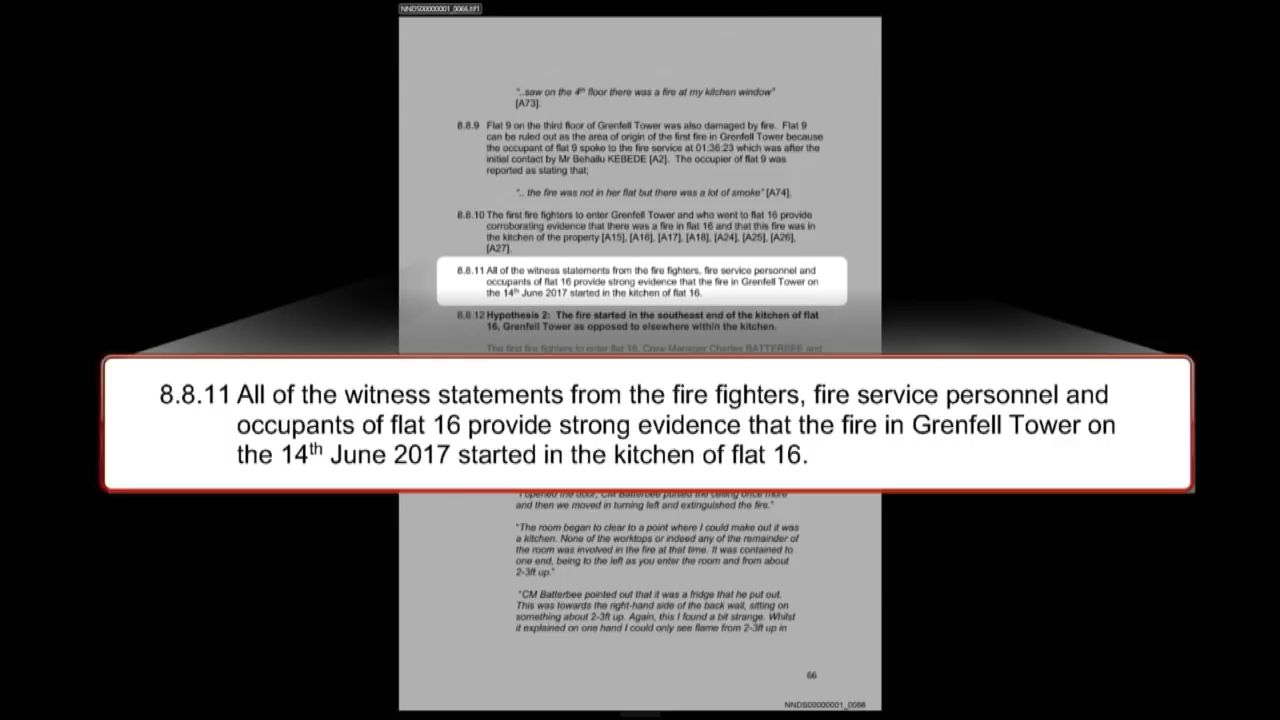 NNDS00000001_0066.tif1
"..saw on the 4th floor there was a fire at my kitchen window"
[A73].
8.8.9 Flat 9 on the third floor of Grenfell Tower was also damaged by fire. Flat 9
can be ruled out as the area of origin of the first fire in Grenfell Tower because
the occupant of flat 9 spoke to the fire service at 01:36:23 which was after the
initial contact by Mr Behailu KEBEDE [A2]. The occupier of flat 9 was
reported as stating that;
".. the fire was not in her flat but there was a lot of smoke" [A74].
8.8.10 The first fire fighters to enter Grenfell Tower and who went to flat 16 provide
corroborating evidence that there was a fire in flat 16 and that this fire was in
the kitchen of the property [A15], [A16], [A17], [A18], [A24], [A25], [A26],
[A27].
8.8.11 All of the witness statements from the fire fighters, fire service personnel and
occupants of flat 16 provide strong evidence that the fire in Grenfell Tower on
the 14th June 2017 started in the kitchen of flat 16.
8.8.12 Hypothesis 2: The fire started in the southeast end of the kitchen of flat
16, Grenfell Tower as opposed to elsewhere within the kitchen.
The first fire fighters to enter flat 16, Crew Manager Charles BATTERBEE and
8.8.11 All of the witness statements from the fire fighters, fire service personnel and
occupants of flat 16 provide strong evidence that the fire in Grenfell Tower on
the 14th June 2017 started in the kitchen of flat 16.
I opened the door, CM Batterbee pulsed the ceiling once more
and then we moved in turning left and extinguished the fire."
"The room began to clear to a point where I could make out it was
a kitchen. None of the worktops or indeed any of the remainder of
the room was involved in the fire at that time. It was contained to
one end, being to the left as you enter the room and from about
2-3ft up."
"CM Batterbee pointed out that it was a fridge that he put out.
This was towards the right-hand side of the back wall, sitting on
something about 2-3ft up. Again, this I found a bit strange. Whilst
it explained on one hand I could only see flame from 2-3ft up in
66
NNDS00000001_0066